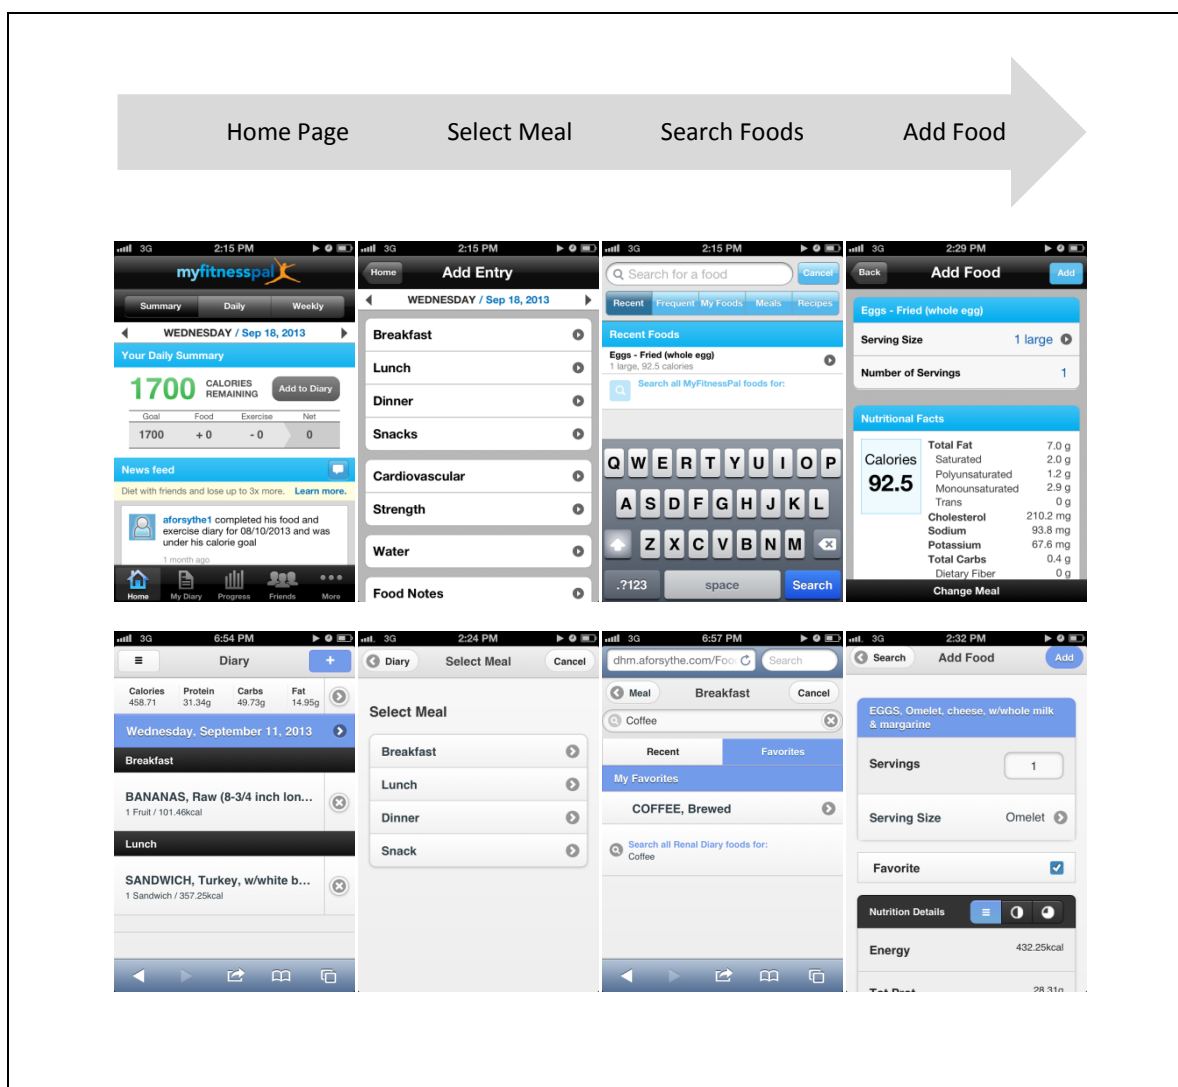 Home Page Select Meal Search Foods Add Food
3G 2:15 PM
myfitnesspal
Summary Daily Weekly
WEDNESDAY / Sep 18, 2013
Your Daily Summary
1700 CALORIES REMAINING Add to Diary
Goal Food Exercise Net
1700 + 0 - 0 0
News feed
Diet with friends and lose up to 3x more. Learn more.
aforsythe1 completed his food and
exercise diary for 08/10/2013 and was
under his calorie goal
1 month ago
Home My Diary Progress Friends More
3G 2:15 PM
Home Add Entry
WEDNESDAY / Sep 18, 2013
Breakfast
Lunch
Dinner
Snacks
Cardiovascular
Strength
Water
Food Notes
3G 2:15 PM
Search for a food Cancel
Recent Frequent My Foods Meals Recipes
Recent Foods
Eggs - Fried (whole egg)
1 large, 92.5 calories
Search all MyFitnessPal foods for:
Q W E R T Y U I O P
A S D F G H J K L
Z X C V B N M
.?123 space Search
3G 2:29 PM
Back Add Food Add
Eggs - Fried (whole egg)
Serving Size 1 large
Number of Servings 1
Nutritional Facts
Calories
92.5
Total Fat 7.0 g
Saturated 2.0 g
Polyunsaturated 1.2 g
Monounsaturated 2.9 g
Trans 0 g
Cholesterol 210.2 mg
Sodium 93.8 mg
Potassium 67.6 mg
Total Carbs 0.4 g
Dietary Fiber 0 g
Change Meal
3G 6:54 PM
Diary +
Calories Protein Carbs Fat
458.71 31.34g 49.73g 14.95g
Wednesday, September 11, 2013
Breakfast
BANANAS, Raw (8-3/4 inch lon...
1 Fruit / 101.46kcal
Lunch
SANDWICH, Turkey, w/white b...
1 Sandwich / 357.25kcal
3G 2:24 PM
Diary Select Meal Cancel
Select Meal
Breakfast
Lunch
Dinner
Snack
3G 6:57 PM
dhm.aforsythe.com/Foo Search
Meal Breakfast Cancel
Coffee
Recent Favorites
My Favorites
COFFEE, Brewed
Search all Renal Diary foods for:
Coffee
3G 2:32 PM
Search Add Food Add
EGGS, Omelet, cheese, w/whole milk
& margarine
Servings 1
Serving Size Omelet
Favorite
Nutrition Details
Energy 432.25kcal
Tot Prot 28.31g